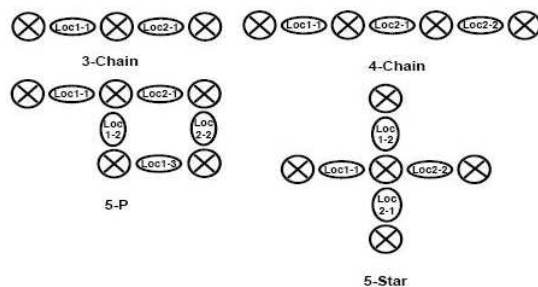 Loc1-1 Loc2-1
3-Chain
Loc1-1 Loc2-1 Loc2-2
4-Chain
Loc1-1 Loc2-1
Loc
1-2
Loc
2-2
Loc1-3
5-P
Loc
1-2
Loc1-1 Loc2-2
Loc
2-1
5-Star